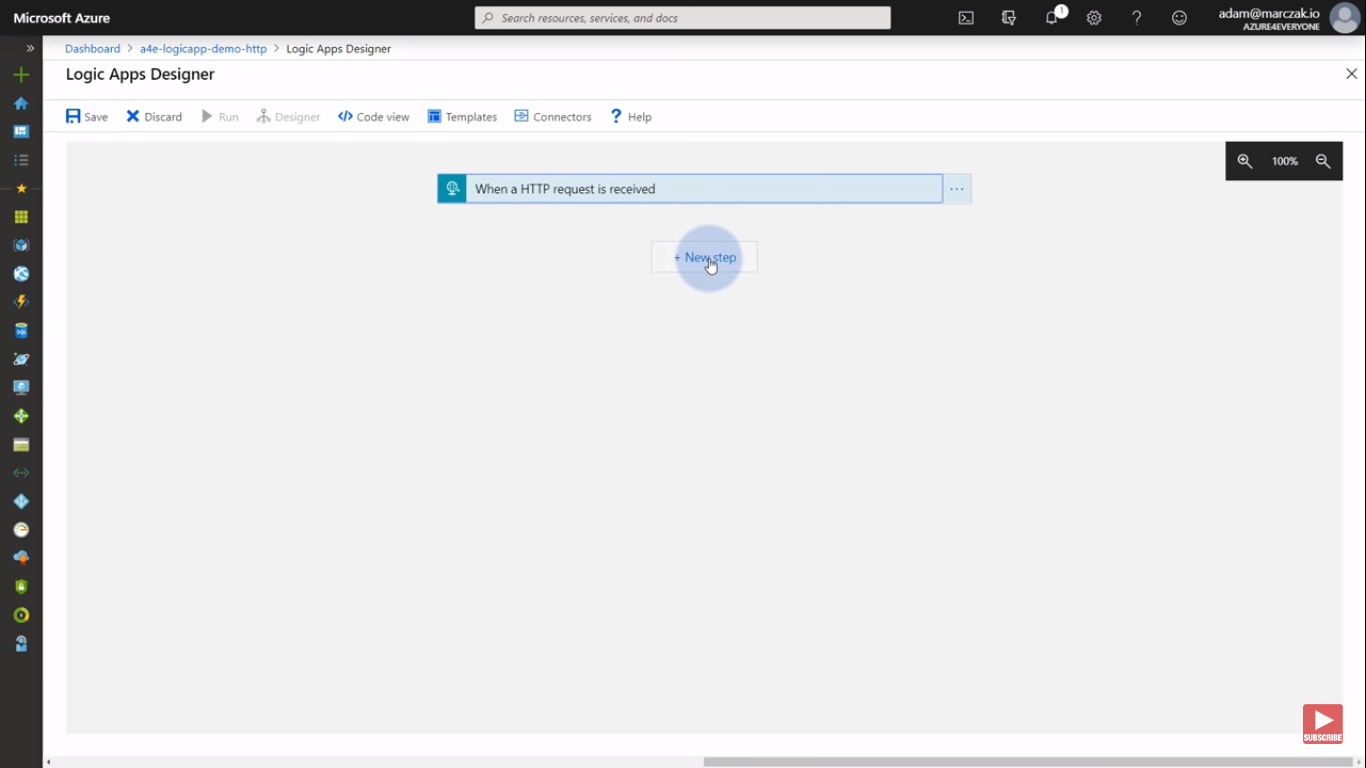 Microsoft Azure
Search resources, services, and docs
1
adam@marczak.io
AZURE4EVERYONE
Dashboard > a4e-logicapp-demo-http > Logic Apps Designer
Logic Apps Designer
Save Discard Run Designer Code view Templates Connectors Help
100%
When a HTTP request is received
+ New step
SUBSCRIBE